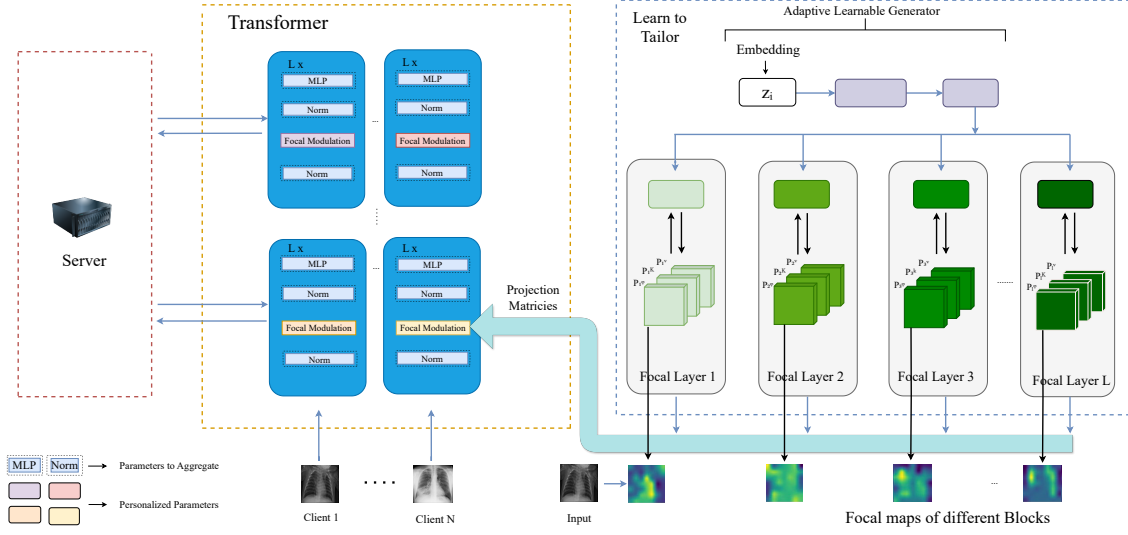 Transformer
L x
MLP
Norm
Focal Modulation
Norm
...
L x
MLP
Norm
Focal Modulation
Norm
Server
L x
MLP
Norm
Focal Modulation
Norm
...
L x
MLP
Norm
Focal Modulation
Norm
Projection
Matricies
Learn to
Tailor
Adaptive Learnable Generator
Embedding
z_i
Focal Layer 1
Focal Layer 2
Focal Layer 3
........
Focal Layer L
MLP
Norm
Parameters to Aggregate
Personalized Parameters
Client 1
Client N
Input
...
Focal maps of different Blocks